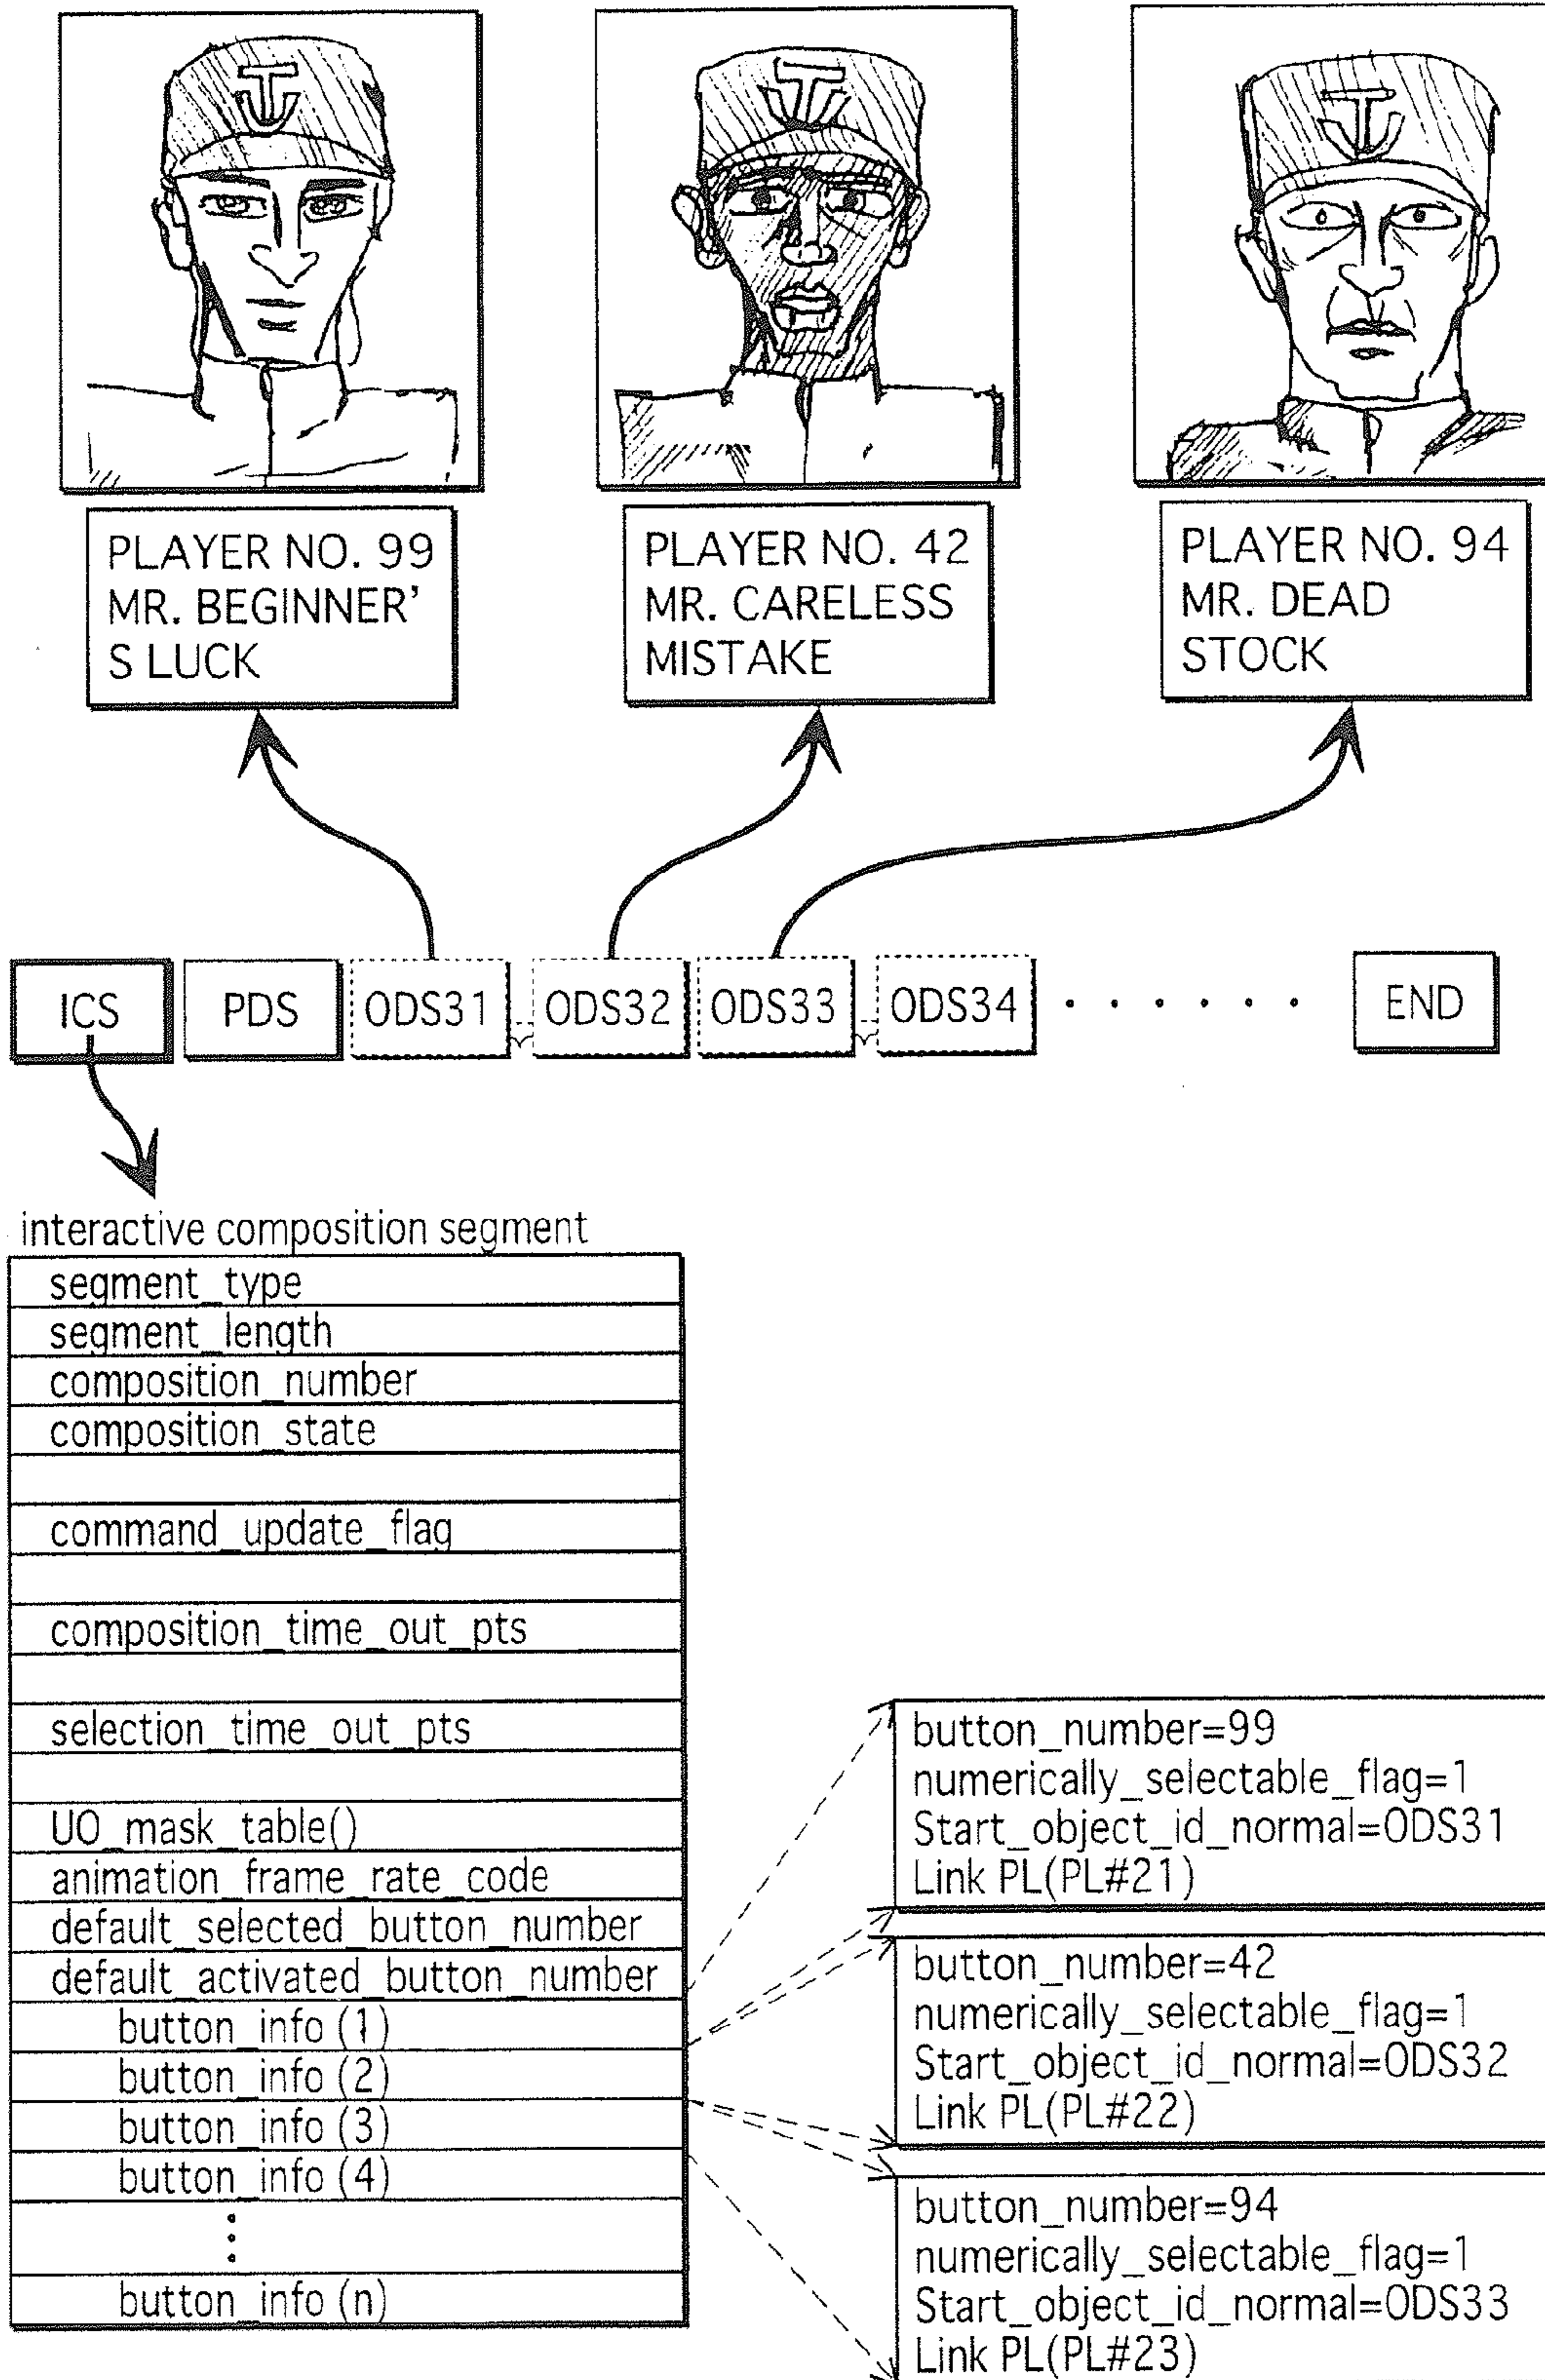 PLAYER NO. 99
MR. BEGINNER'
S LUCK
PLAYER NO. 42
MR. CARELESS
MISTAKE
PLAYER NO. 94
MR. DEAD
STOCK
ICS
PDS
ODS31
ODS32
ODS33
ODS34
END
interactive composition segment
segment_type
segment_length
composition_number
composition_state
command_update_flag
composition_time_out_pts
selection_time_out_pts
UO_mask_table()
animation_frame_rate_code
default_selected_button_number
default_activated_button_number
button_info (1)
button_info (2)
button_info (3)
button_info (4)
button_info (n)
button_number=99
numerically_selectable_flag=1
Start_object_id_normal=ODS31
Link PL(PL#21)
button_number=42
numerically_selectable_flag=1
Start_object_id_normal=ODS32
Link PL(PL#22)
button_number=94
numerically_selectable_flag=1
Start_object_id_normal=ODS33
Link PL(PL#23)